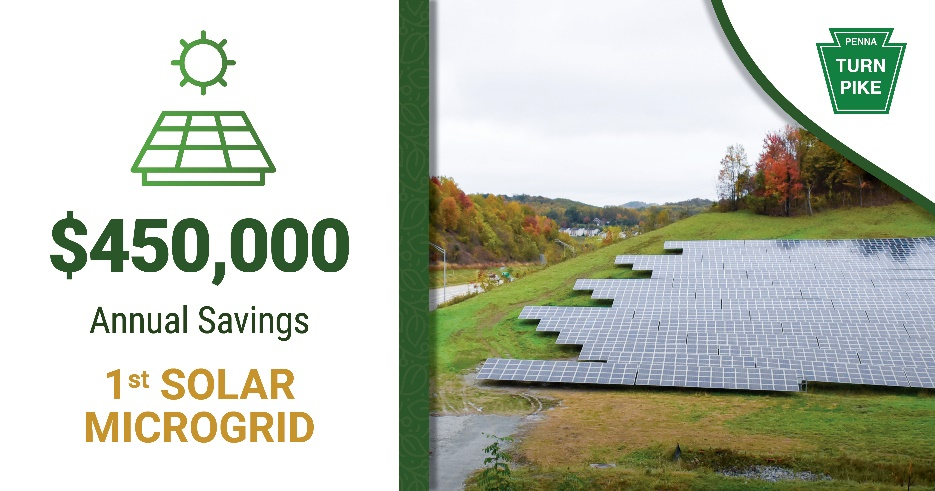 $450,000
Annual Savings
1st SOLAR
MICROGRID
PENNA
TURN
PIKE